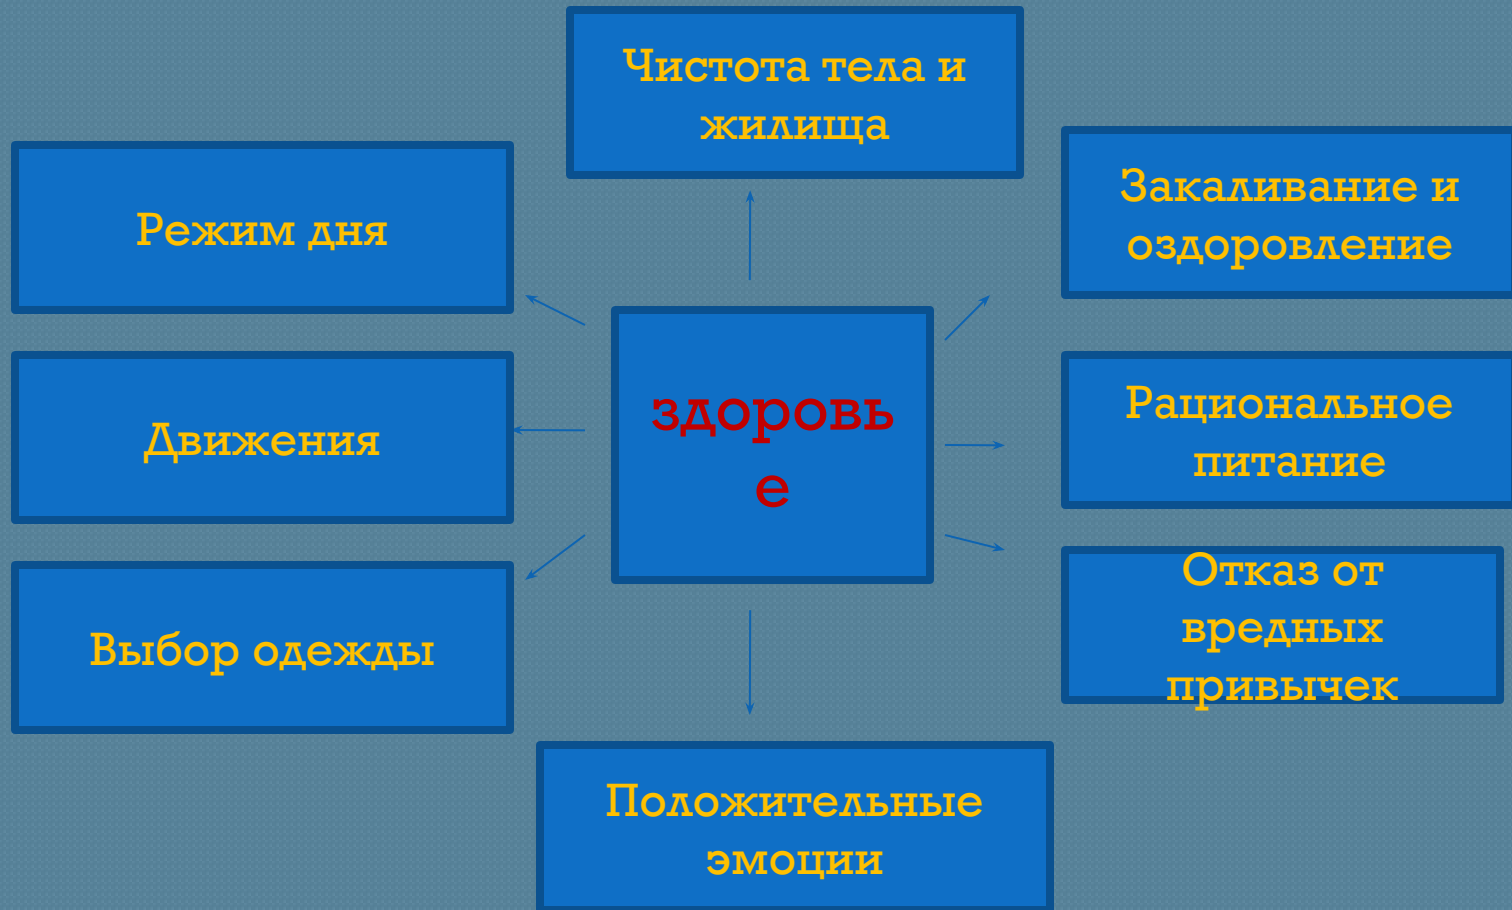 Чистота тела и
жилища
Режим дня
Закаливание и
оздоровление
здоровь
е
Движения
Рациональное
питание
Выбор одежды
Отказ от
вредных
привычек
Положительные
эмоции